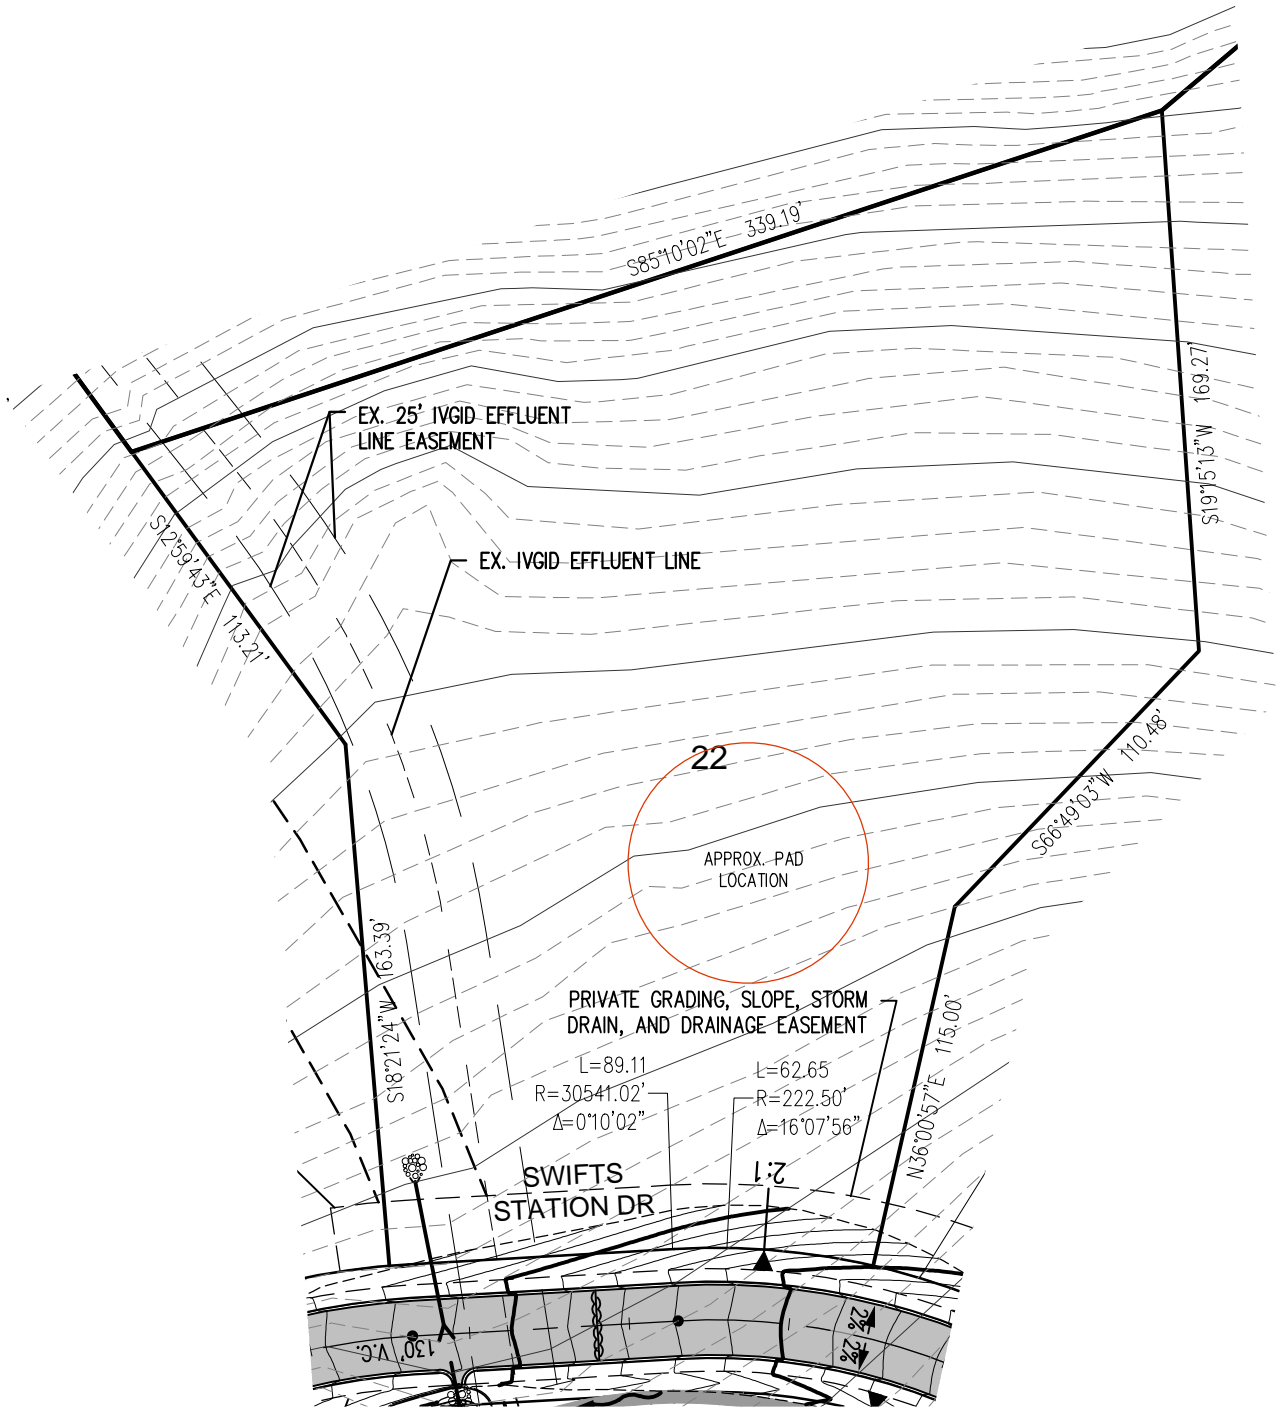 S85°10'02"E 339.19'
EX. 25' IVGID EFFLUENT
LINE EASEMENT
S19°15'13"W 169.27'
S12°59'43"E 113.21'
EX. IVGID EFFLUENT LINE
22
S66°49'03"W 110.48'
APPROX. PAD
LOCATION
S18°21'24"W 163.39'
PRIVATE GRADING, SLOPE, STORM
DRAIN, AND DRAINAGE EASEMENT
N36°00'57"E 115.00'
L=89.11
R=30541.02'
Δ=0°10'02"
L=62.65
R=222.50'
Δ=16°07'56"
2:1
SWIFTS
STATION DR
130' V.C.
2%
2%